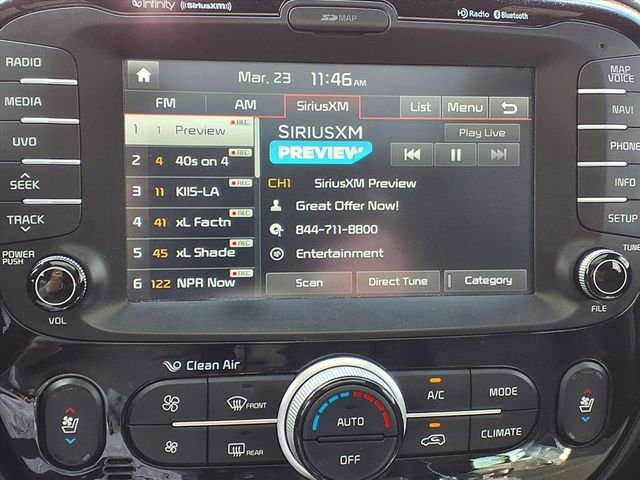 infinity ((SiriusXM))
SD MAP
HD Radio Bluetooth
RADIO
MEDIA
UVO
SEEK
TRACK
POWER
PUSH
VOL
MAP
VOICE
NAVI
PHONE
INFO
SETUP
TUNE
FILE
Mar. 23 11:46 AM
FM AM SiriusXM List Menu
1 1 Preview REC
2 4 40s on 4 REC
3 11 KIIS-LA REC
4 41 xL Factn REC
5 45 xL Shade REC
6 122 NPR Now REC
SIRIUSXM
PREVIEW
Play Live
CH1 SiriusXM Preview
Great Offer Now!
844-711-8800
Entertainment
Scan Direct Tune Category
Clean Air
FRONT
REAR
AUTO
OFF
A/C
MODE
CLIMATE